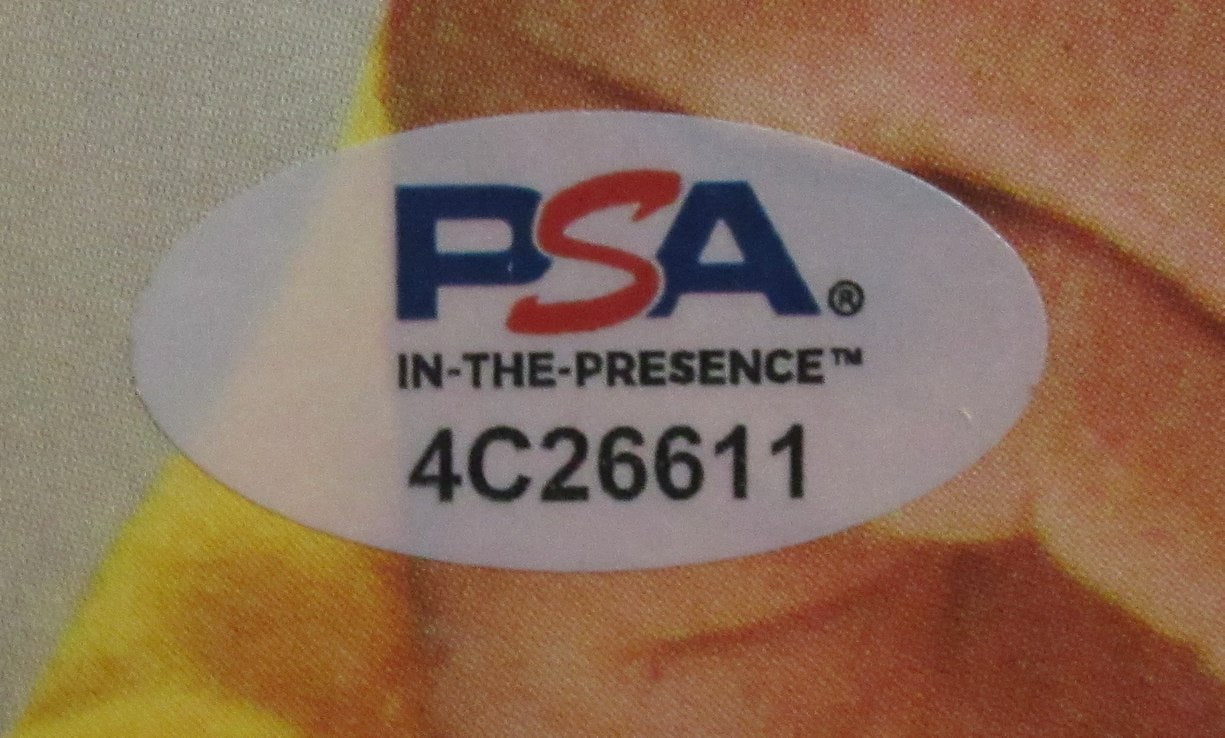 PSA®
IN-THE-PRESENCE™
4C26611